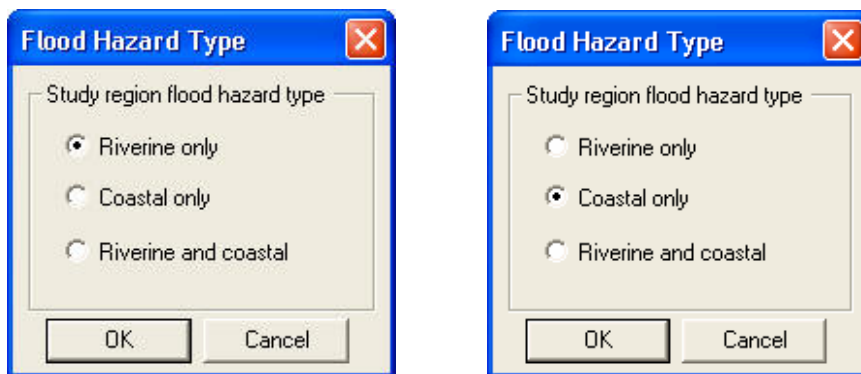 Flood Hazard Type
Study region flood hazard type
Riverine only
Coastal only
Riverine and coastal
OK Cancel
Flood Hazard Type
Study region flood hazard type
Riverine only
Coastal only
Riverine and coastal
OK Cancel